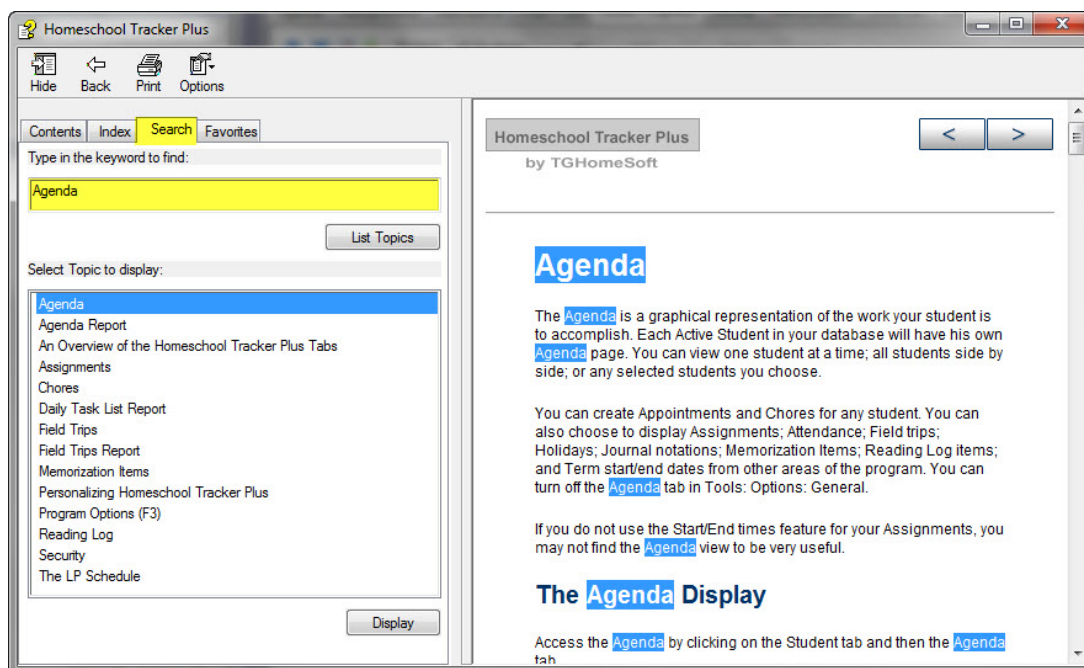 Homeschool Tracker Plus
Hide Back Print Options
Contents Index Search Favorites
Type in the keyword to find:
Agenda
List Topics
Select Topic to display:
Agenda
Agenda Report
An Overview of the Homeschool Tracker Plus Tabs
Assignments
Chores
Daily Task List Report
Field Trips
Field Trips Report
Memorization Items
Personalizing Homeschool Tracker Plus
Program Options (F3)
Reading Log
Security
The LP Schedule
Display
Homeschool Tracker Plus
by TGHomeSoft
< >
Agenda
The Agenda is a graphical representation of the work your student is
to accomplish. Each Active Student in your database will have his own
Agenda page. You can view one student at a time; all students side by
side; or any selected students you choose.
You can create Appointments and Chores for any student. You can
also choose to display Assignments; Attendance; Field trips;
Holidays; Journal notations; Memorization Items; Reading Log items;
and Term start/end dates from other areas of the program. You can
turn off the Agenda tab in Tools: Options: General.
If you do not use the Start/End times feature for your Assignments, you
may not find the Agenda view to be very useful.
The Agenda Display
Access the Agenda by clicking on the Student tab and then the Agenda
tab